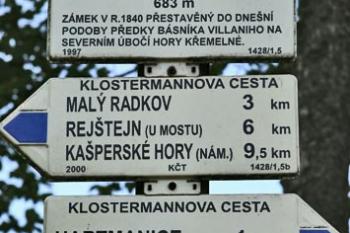 683 m
ZÁMEK V R.1840 PŘESTAVĚNÝ DO DNEŠNÍ
PODOBY PŘEDKY BÁSNÍKA VILLANIHO NA
SEVERNÍM ÚBOČÍ HORY KŘEMELNÉ.
1997 1428/1,5
KLOSTERMANNOVA CESTA
MALÝ RADKOV 3 km
REJŠTEJN (U MOSTU) 6 km
KAŠPERSKÉ HORY (NÁM.) 9,5 km
2000 KČT 1428/1,5b
KLOSTERMANNOVA CESTA